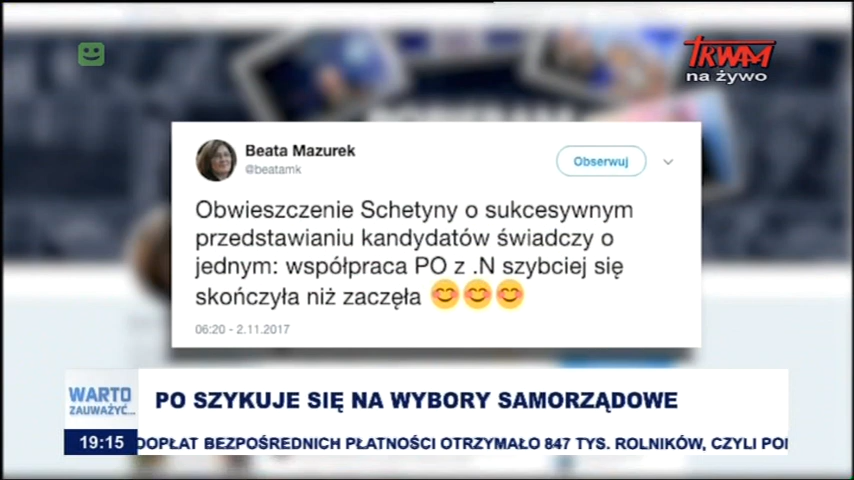 TRWAM
na żywo
Beata Mazurek
@beatamk
Obserwuj
Obwieszczenie Schetyny o sukcesywnym
przedstawianiu kandydatów świadczy o
jednym: współpraca PO z .N szybciej się
skończyła niż zaczęła 😊😊😊
06:20 - 2.11.2017
WARTO
ZAUWAŻYĆ...
PO SZYKUJE SIĘ NA WYBORY SAMORZĄDOWE
19:15
DOPŁAT BEZPOŚREDNICH PŁATNOŚCI OTRZYMAŁO 847 TYS. ROLNIKÓW, CZYLI